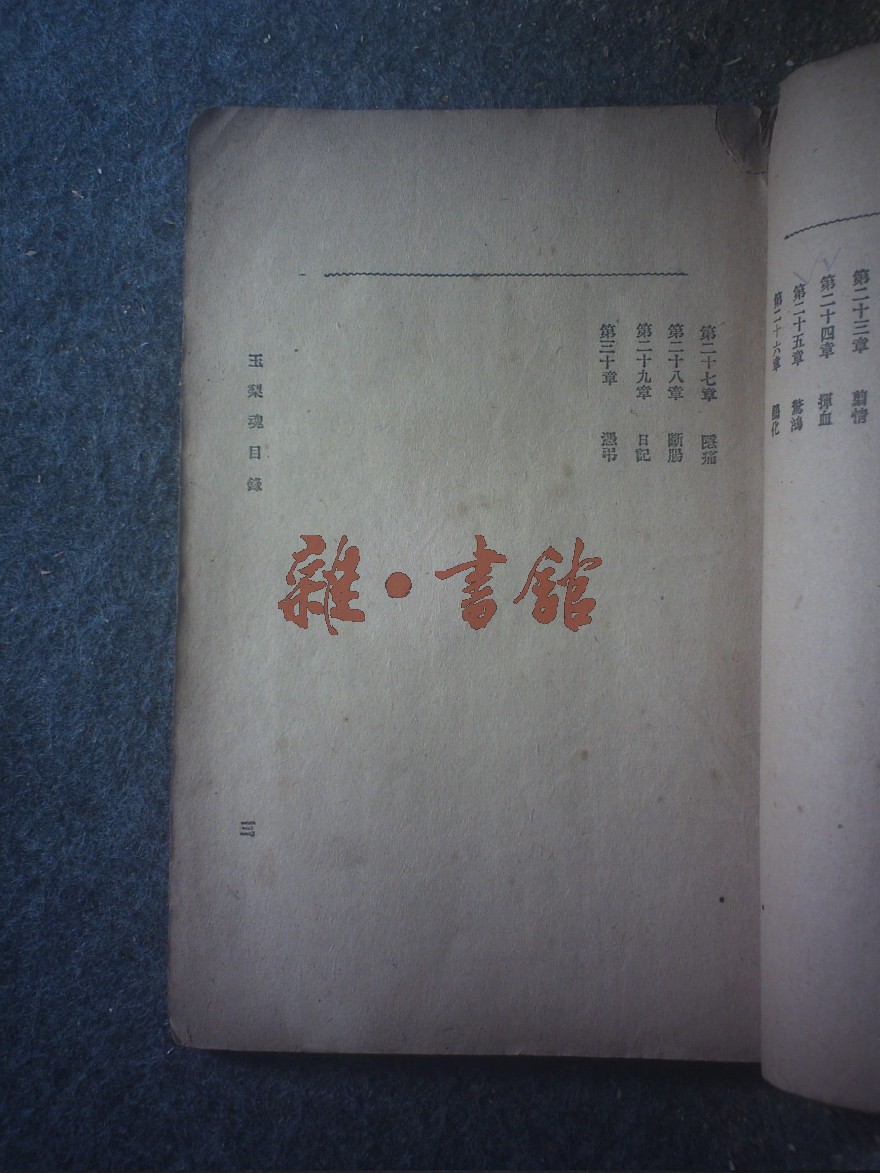 第二十三章　翦情
第二十四章　揮血
第二十五章　驚鴻
第二十六章　鵑化
第二十七章　隱痛
第二十八章　斷腸
第二十九章　日記
第三十章　憑弔
玉梨魂目錄
三
雜·書館